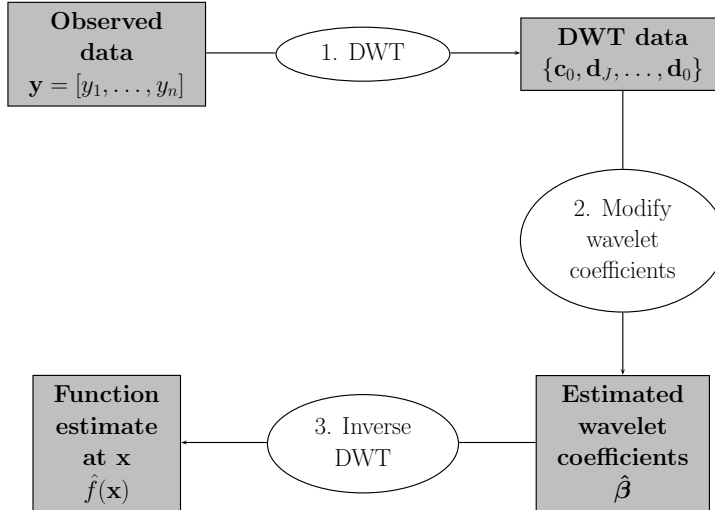 Observed
data
y = [y₁, . . . , yₙ]
1. DWT
DWT data
{c₀, d_J, . . . , d₀}
2. Modify
wavelet
coefficients
Estimated
wavelet
coefficients
β̂
3. Inverse
DWT
Function
estimate
at x
f̂(x)